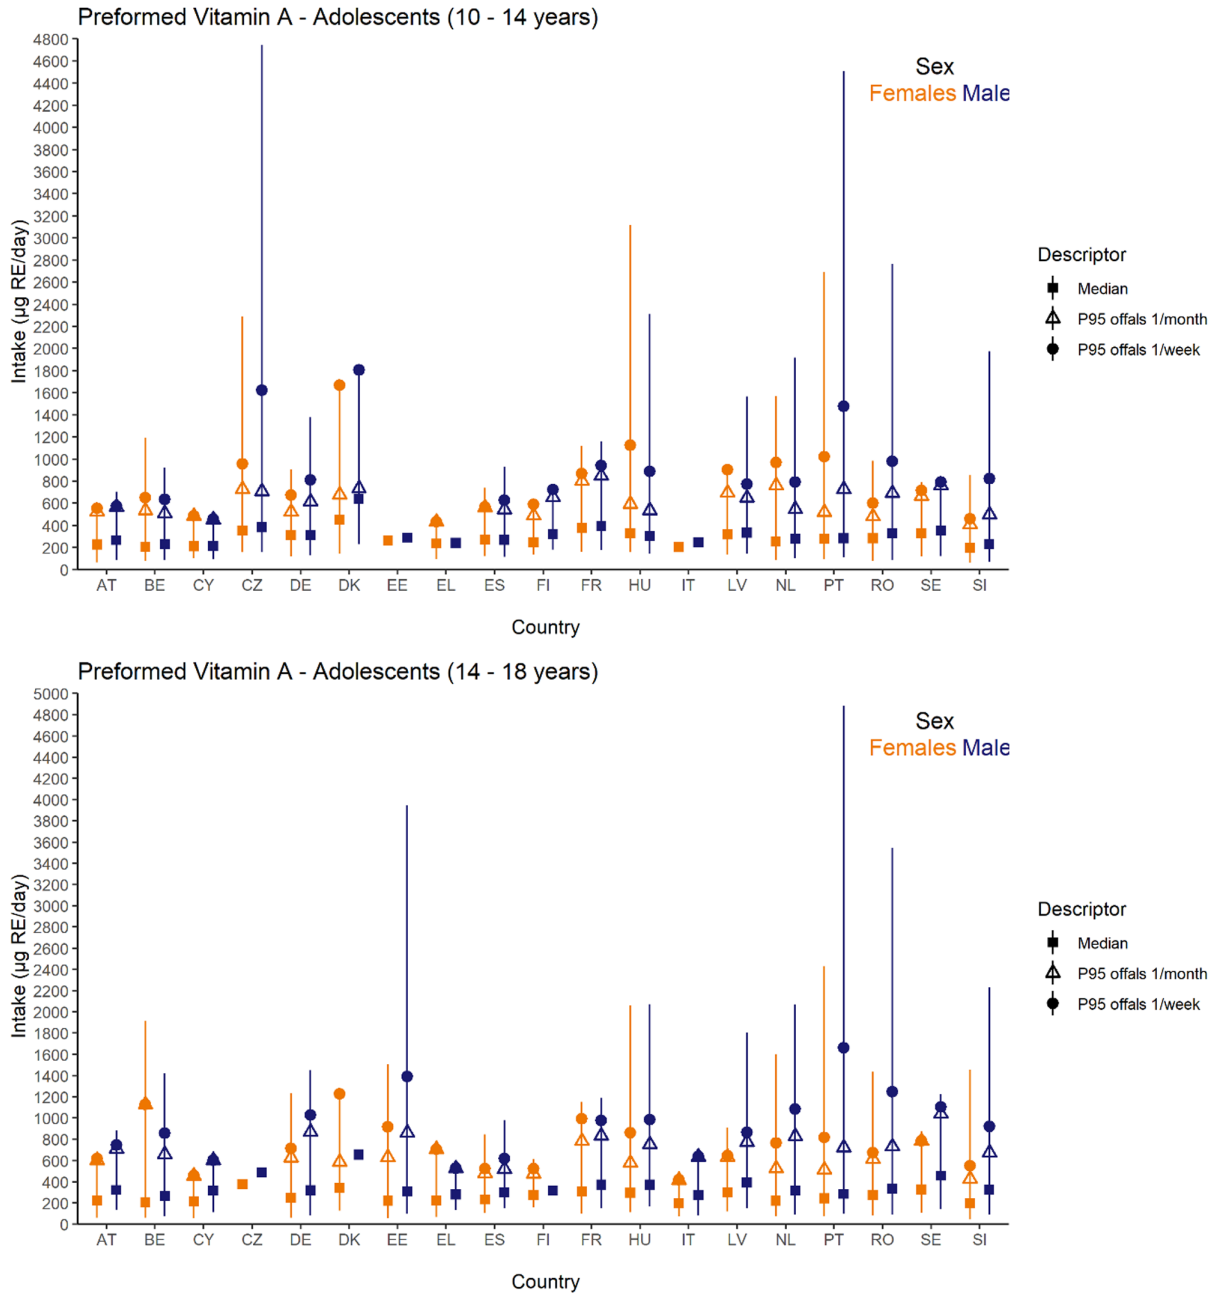 Preformed Vitamin A - Adolescents (10 - 14 years)
4800
4600
4400
4200
4000
3800
3600
3400
3200
3000
2800
2600
2400
2200
2000
1800
1600
1400
1200
1000
800
600
400
200
0
Intake (µg RE/day)
Sex
Females Male
Descriptor
Median
P95 offals 1/month
P95 offals 1/week
AT BE CY CZ DE DK EE EL ES FI FR HU IT LV NL PT RO SE SI
Country
Preformed Vitamin A - Adolescents (14 - 18 years)
5000
4800
4600
4400
4200
4000
3800
3600
3400
3200
3000
2800
2600
2400
2200
2000
1800
1600
1400
1200
1000
800
600
400
200
0
Intake (µg RE/day)
Sex
Females Male
Descriptor
Median
P95 offals 1/month
P95 offals 1/week
AT BE CY CZ DE DK EE EL ES FI FR HU IT LV NL PT RO SE SI
Country